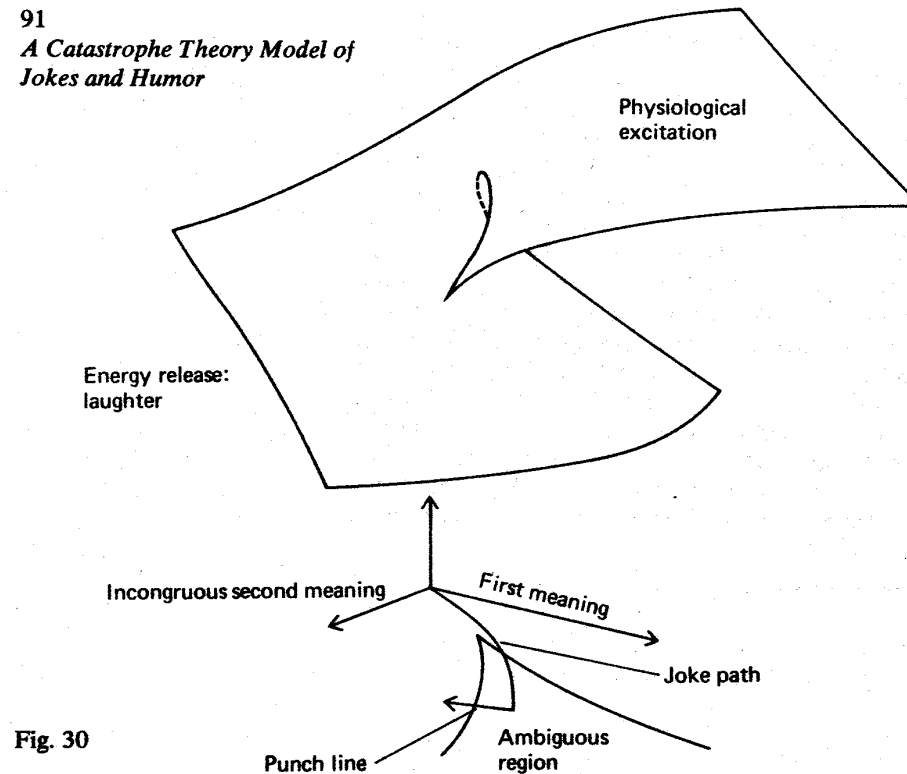 91
A Catastrophe Theory Model of
Jokes and Humor
Physiological
excitation
Energy release:
laughter
Incongruous second meaning
First meaning
Joke path
Ambiguous
region
Punch line
Fig. 30